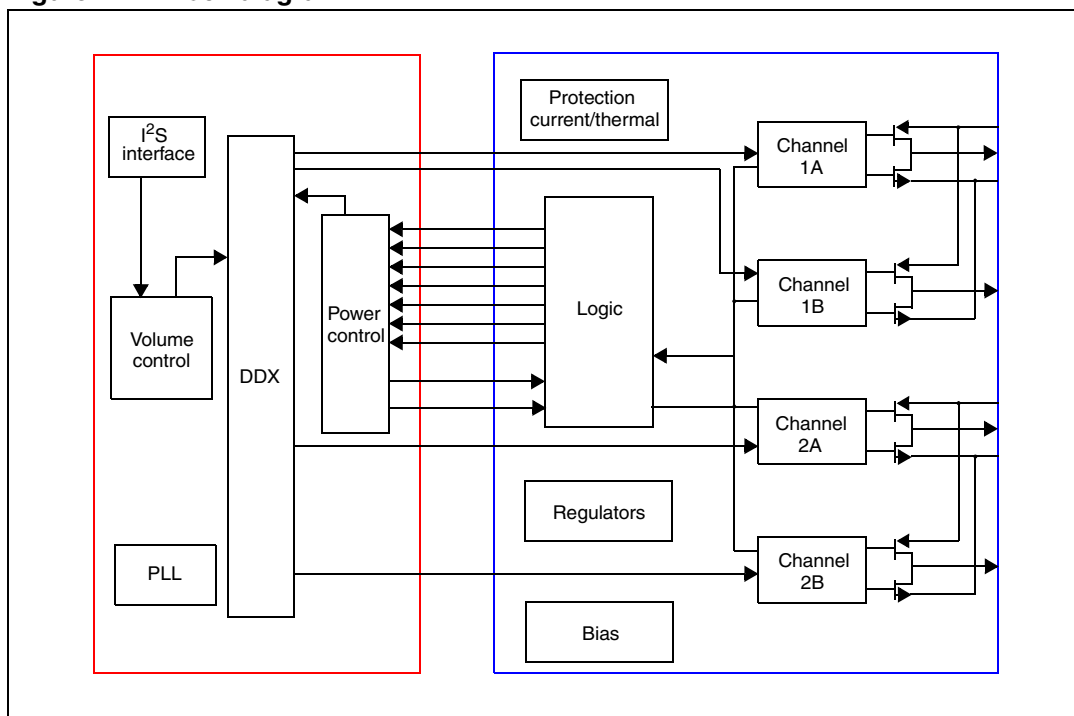 I²S
interface
Volume
control
DDX
Power
control
PLL
Protection
current/thermal
Logic
Regulators
Bias
Channel
1A
Channel
1B
Channel
2A
Channel
2B